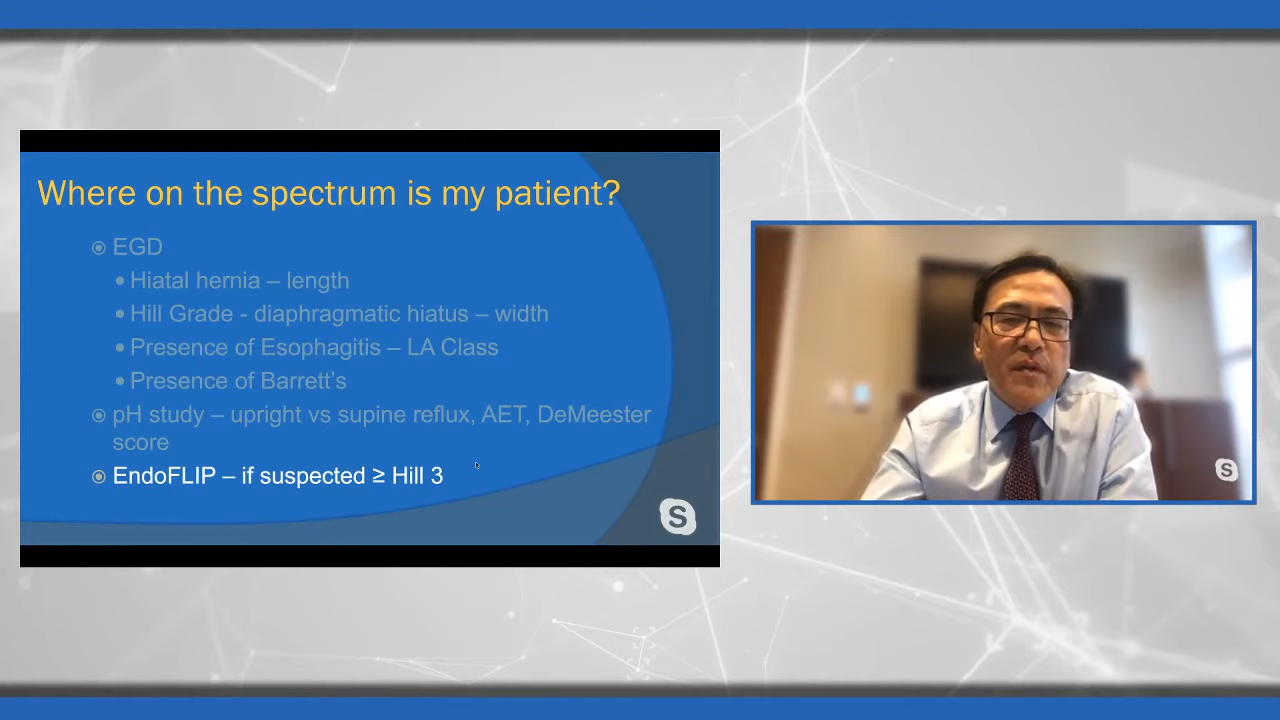 Where on the spectrum is my patient?
EGD
Hiatal hernia – length
Hill Grade - diaphragmatic hiatus – width
Presence of Esophagitis – LA Class
Presence of Barrett’s
pH study – upright vs supine reflux, AET, DeMeester
score
EndoFLIP – if suspected ≥ Hill 3